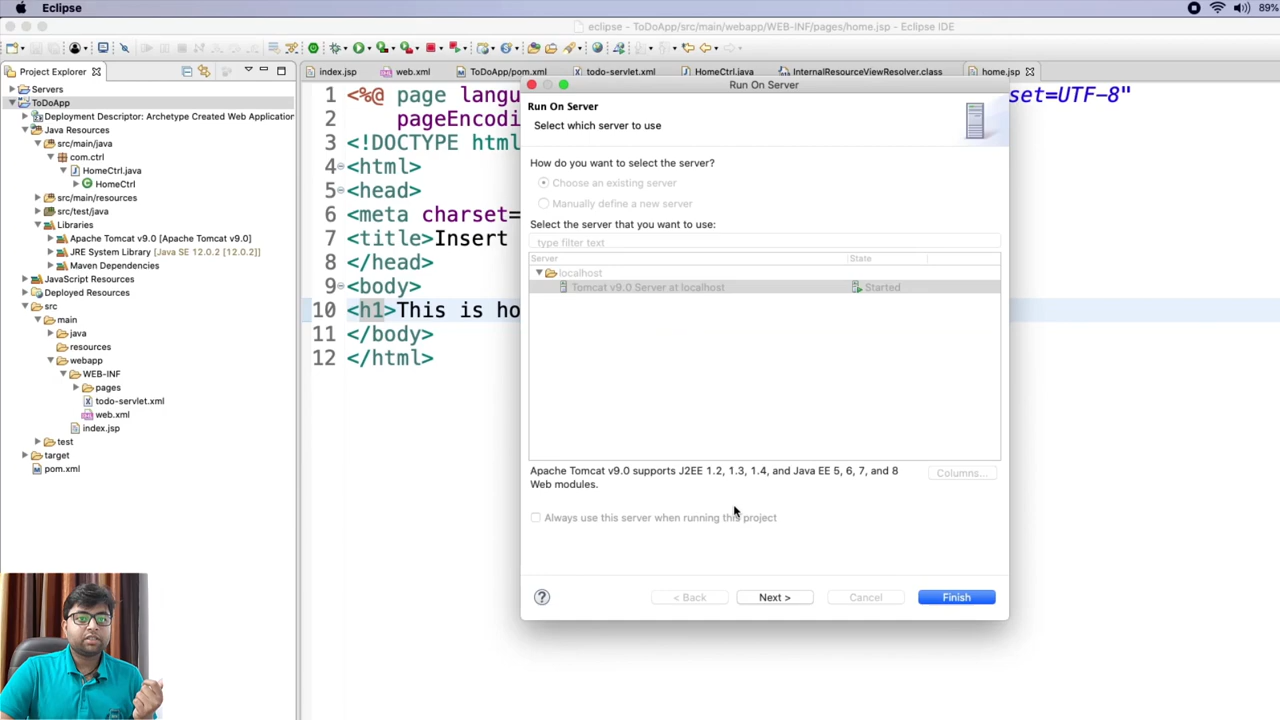 Eclipse
89%
eclipse - ToDoApp/src/main/webapp/WEB-INF/pages/home.jsp - Eclipse IDE
Project Explorer
index.jsp
web.xml
ToDoApp/pom.xml
todo-servlet.xml
HomeCtrl.java
InternalResourceViewResolver.class
home.jsp
Servers
ToDoApp
Deployment Descriptor: Archetype Created Web Application
Java Resources
src/main/java
com.ctrl
HomeCtrl.java
HomeCtrl
src/main/resources
src/test/java
Libraries
Apache Tomcat v9.0 [Apache Tomcat v9.0]
JRE System Library [Java SE 12.0.2 [12.0.2]]
Maven Dependencies
JavaScript Resources
Deployed Resources
src
main
java
resources
webapp
WEB-INF
pages
todo-servlet.xml
web.xml
index.jsp
test
target
pom.xml
1 <%@ page langu
set=UTF-8"
2 pageEncodi
3 <!DOCTYPE html
4 <html>
5 <head>
6 <meta charset=
7 <title>Insert
8 </head>
9 <body>
10 <h1>This is ho
11 </body>
12 </html>
Run On Server
Run On Server
Select which server to use
How do you want to select the server?
Choose an existing server
Manually define a new server
Select the server that you want to use:
type filter text
Server State
localhost
Tomcat v9.0 Server at localhost Started
Apache Tomcat v9.0 supports J2EE 1.2, 1.3, 1.4, and Java EE 5, 6, 7, and 8
Web modules.
Columns...
Always use this server when running this project
? < Back Next > Cancel Finish